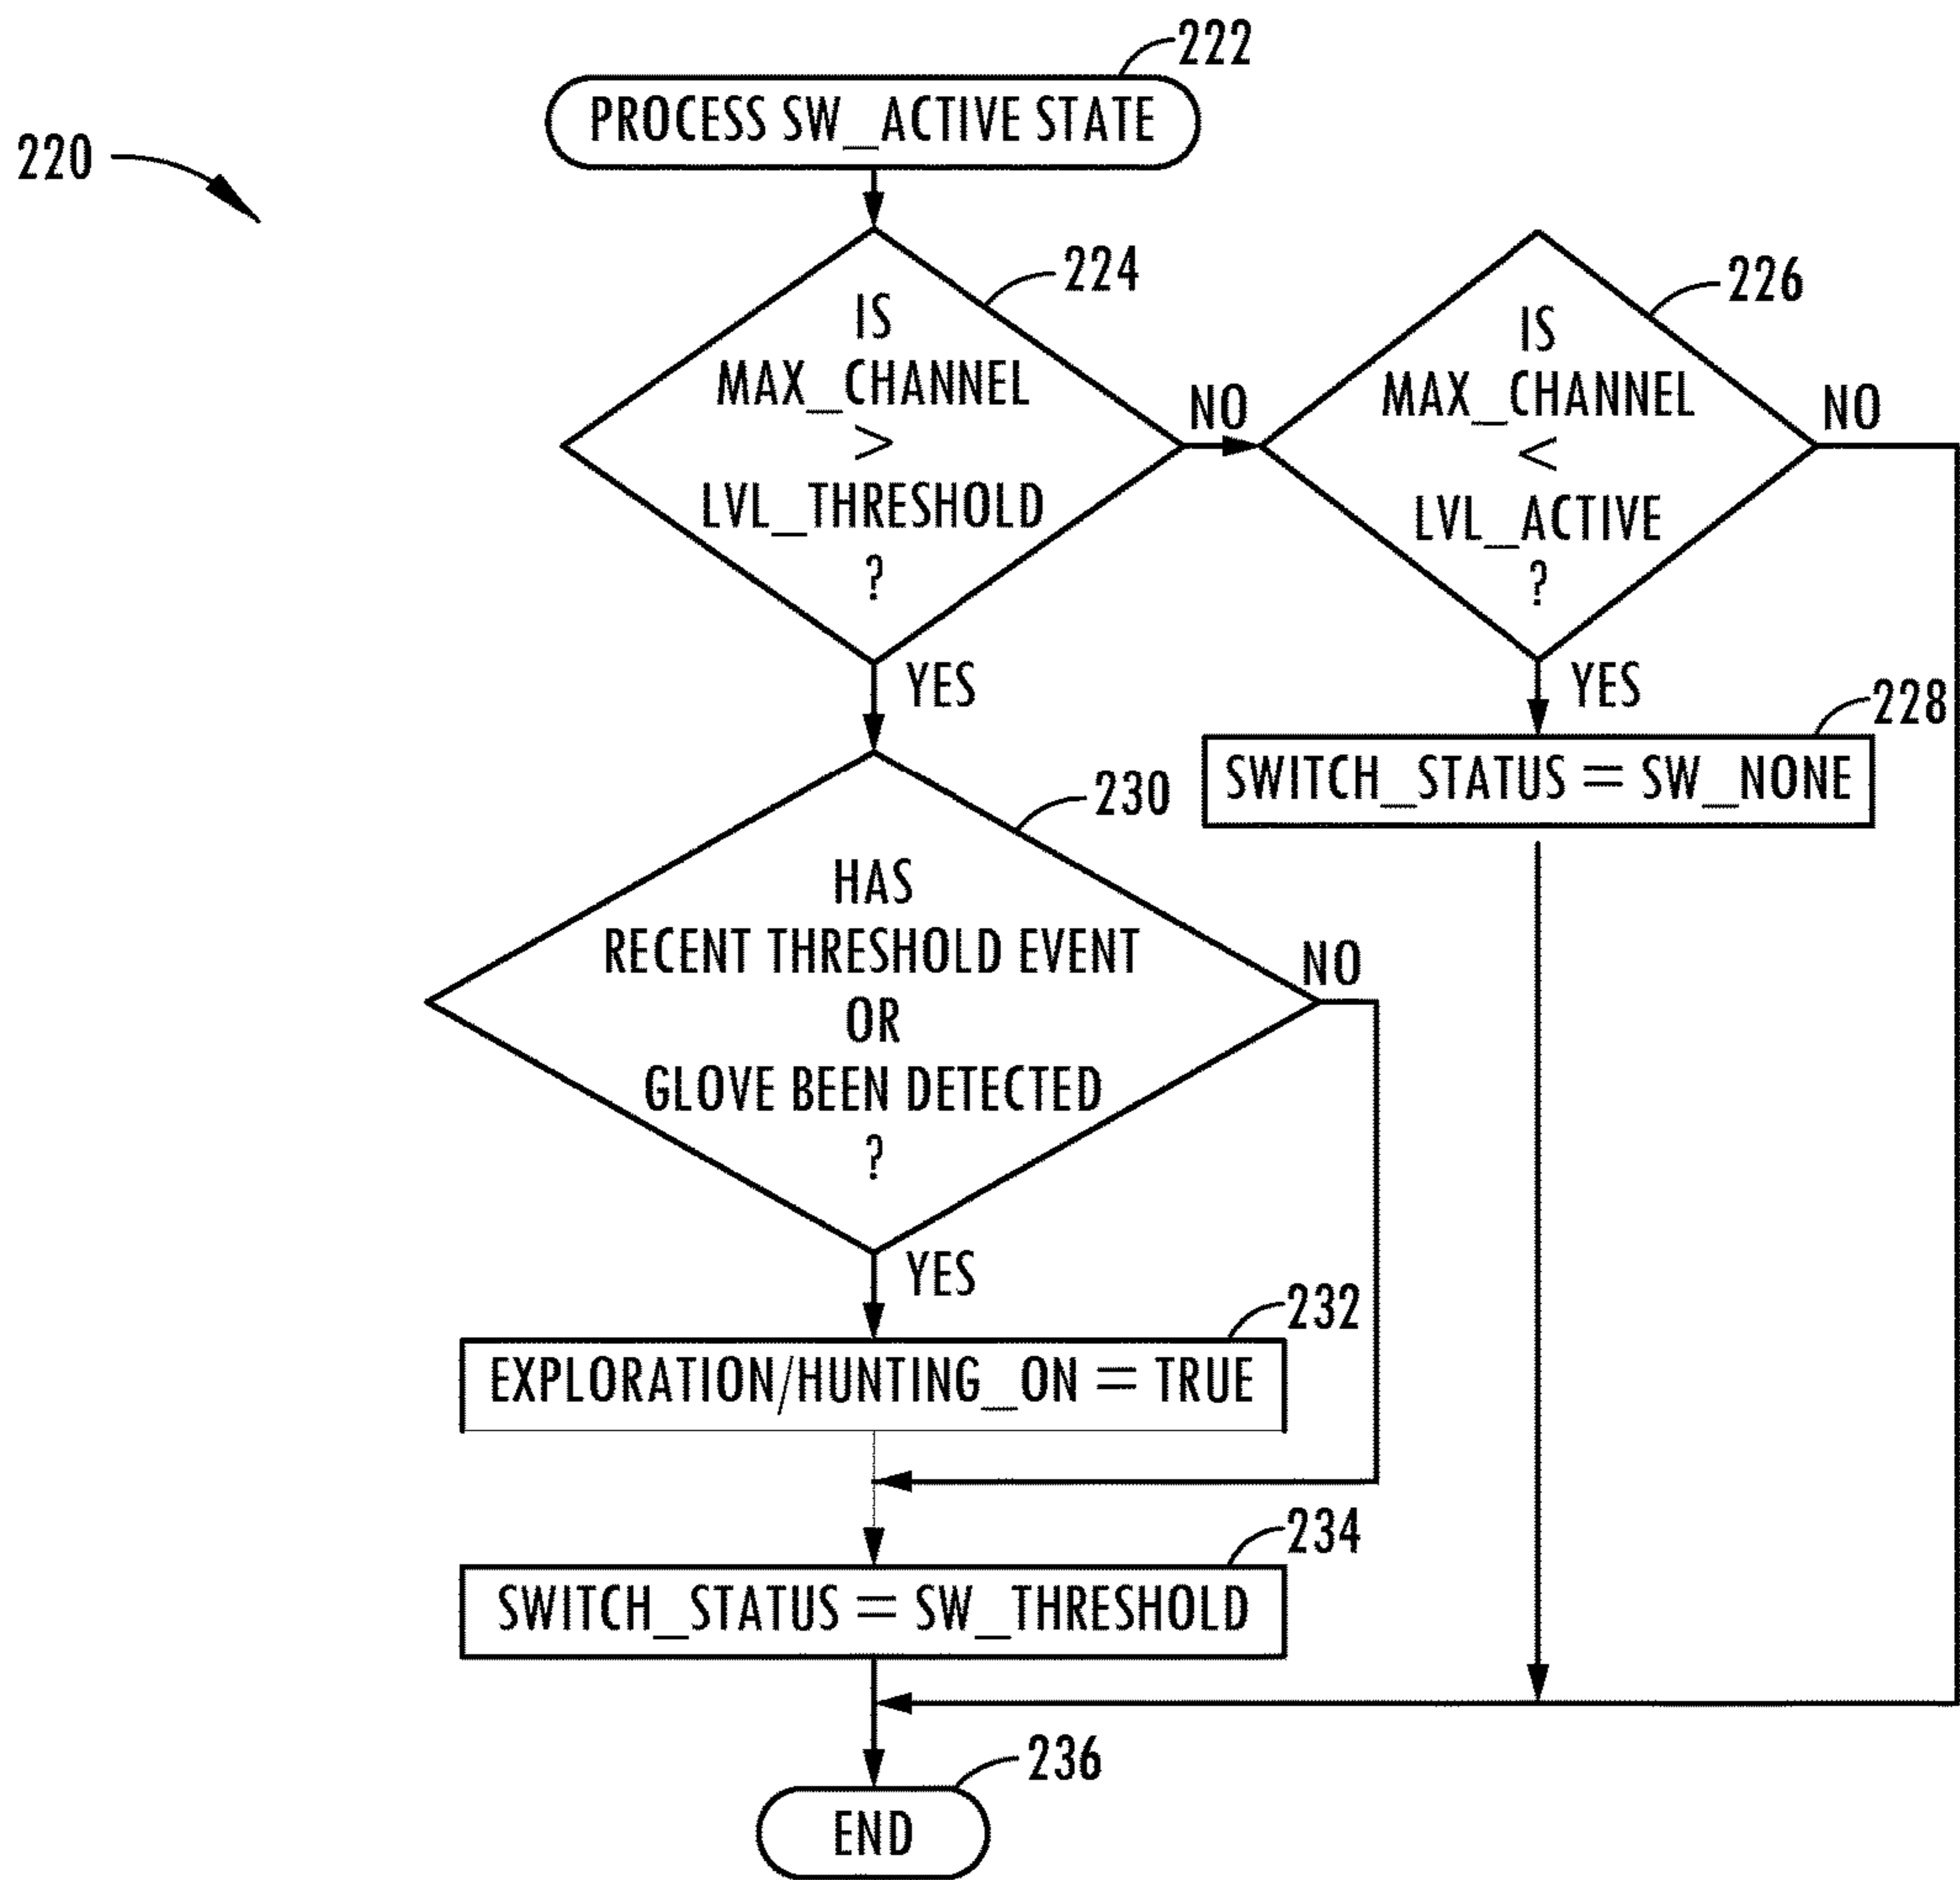 222
PROCESS SW_ACTIVE STATE
220
224
IS
MAX_CHANNEL
>
LVL_THRESHOLD
?
NO
YES
226
IS
MAX_CHANNEL
<
LVL_ACTIVE
?
NO
YES
228
SWITCH_STATUS = SW_NONE
230
HAS
RECENT THRESHOLD EVENT
OR
GLOVE BEEN DETECTED
?
NO
YES
232
EXPLORATION/HUNTING_ON = TRUE
234
SWITCH_STATUS = SW_THRESHOLD
236
END